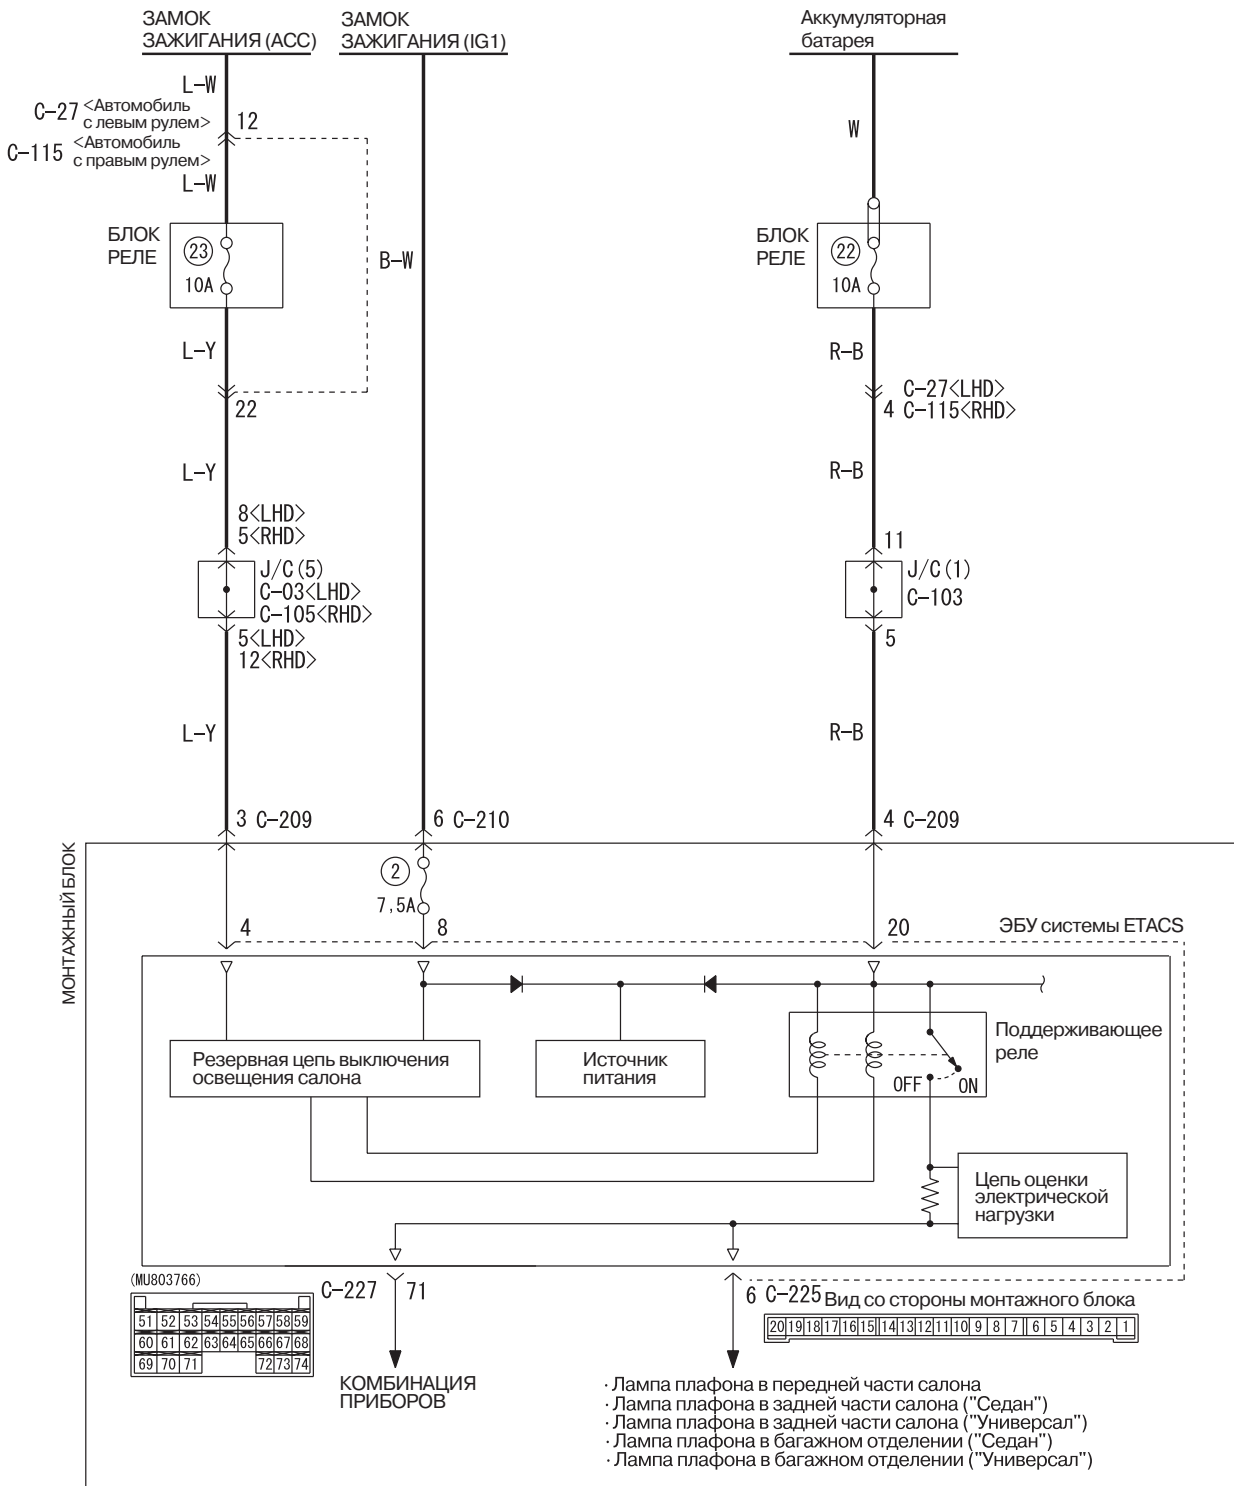 ЗАМОК
ЗАЖИГАНИЯ (ACC)
ЗАМОК
ЗАЖИГАНИЯ (IG1)
Аккумуляторная
батарея
L-W
C-27 <Автомобиль
с левым рулем>
12
C-115 <Автомобиль
с правым рулем>
L-W
W
БЛОК
РЕЛЕ
23
10A
B-W
БЛОК
РЕЛЕ
22
10A
L-Y
R-B
22
C-27<LHD>
4 C-115<RHD>
L-Y
R-B
8<LHD>
5<RHD>
11
J/C(5)
C-03<LHD>
C-105<RHD>
J/C(1)
C-103
5<LHD>
12<RHD>
5
L-Y
R-B
3 C-209
6 C-210
4 C-209
МОНТАЖНЫЙ БЛОК
2
7,5A
4
8
20
ЭБУ системы ETACS
Резервная цепь выключения
освещения салона
Источник
питания
Поддерживающее
реле
OFF
ON
Цепь оценки
электрической
нагрузки
(MU803766)
C-227
71
6 C-225
Вид со стороны монтажного блока
51 52 53 54 55 56 57 58 59
60 61 62 63 64 65 66 67 68
69 70 71 72 73 74
20 19 18 17 16 15 14 13 12 11 10 9 8 7 6 5 4 3 2 1
КОМБИНАЦИЯ
ПРИБОРОВ
· Лампа плафона в передней части салона
· Лампа плафона в задней части салона ("Седан")
· Лампа плафона в задней части салона ("Универсал")
· Лампа плафона в багажном отделении ("Седан")
· Лампа плафона в багажном отделении ("Универсал")